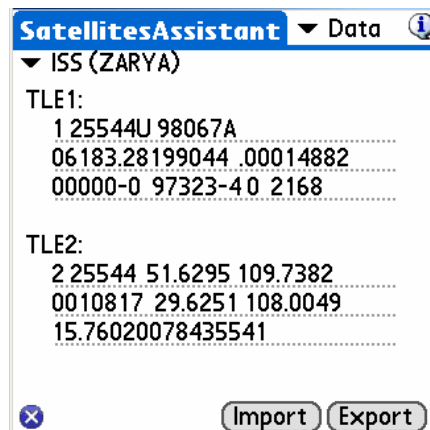 SatellitesAssistant Data i
ISS (ZARYA)
TLE1:
1 25544U 98067A
06183.28199044 .00014882
00000-0 97323-4 0 2168
TLE2:
2 25544 51.6295 109.7382
0010817 29.6251 108.0049
15.76020078435541
Import Export